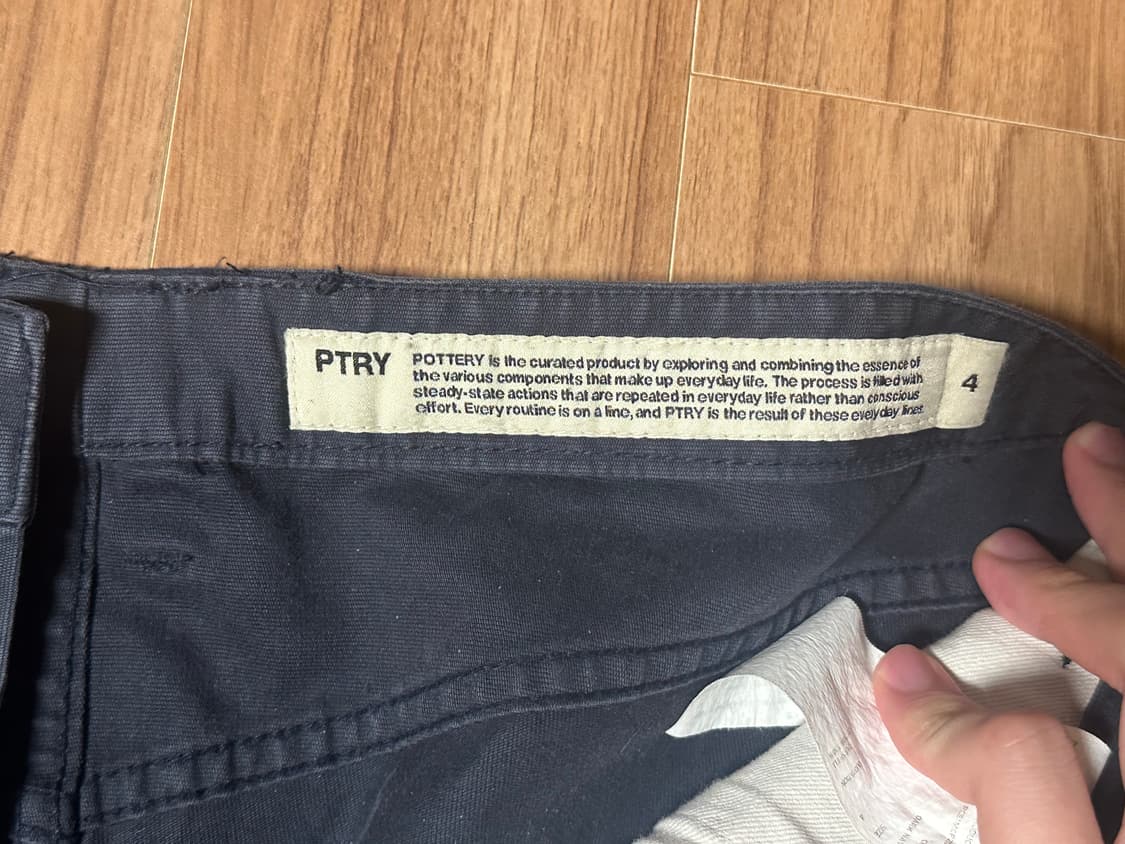 PTRY
POTTERY is the curated product by exploring and combining the essence of
the various components that make up everyday life. The process is filled with
steady-state actions that are repeated in everyday life rather than conscious
effort. Every routine is on a line, and PTRY is the result of these everyday lines.
4